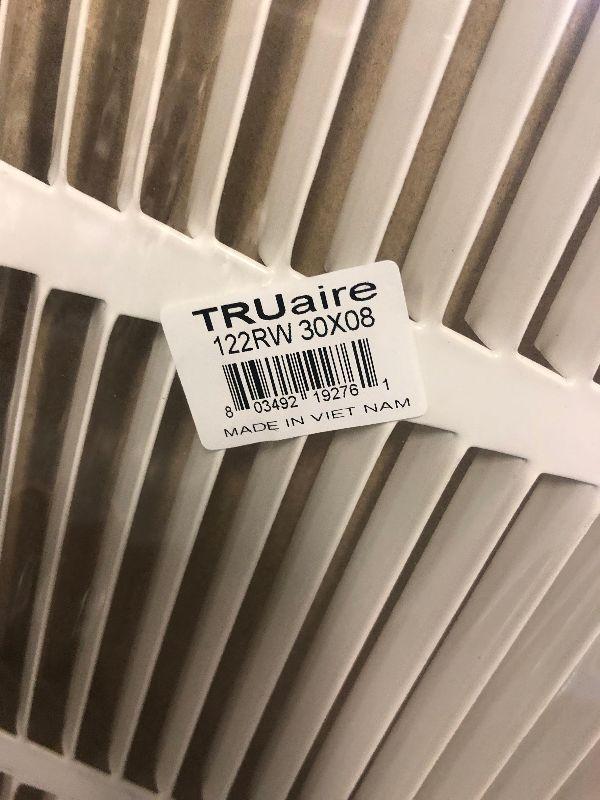 TRUaire
122RW 30X08
8 03492 19276 1
MADE IN VIET NAM